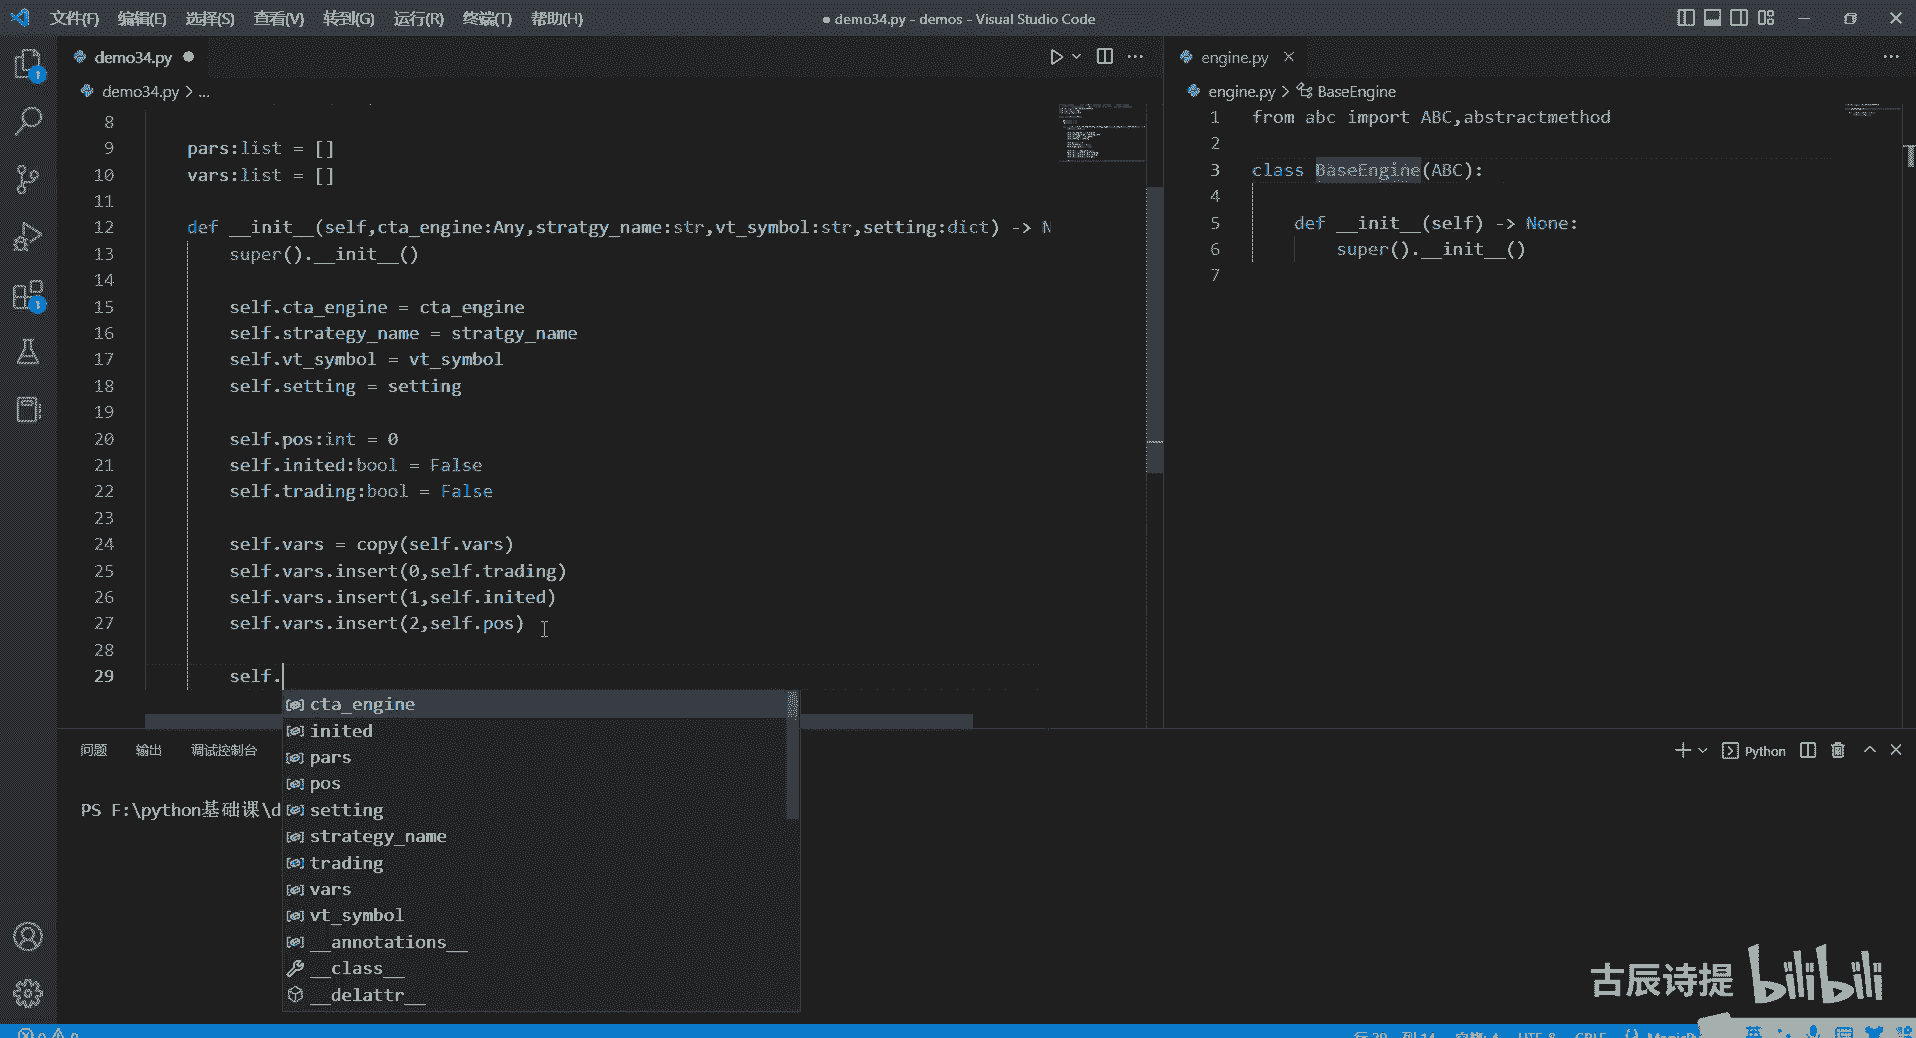 文件(F) 编辑(E) 选择(S) 查看(V) 转到(G) 运行(R) 终端(T) 帮助(H)
● demo34.py - demos - Visual Studio Code
demo34.py
demo34.py > ...
8
9 pars:list = []
10 vars:list = []
11
12 def __init__(self,cta_engine:Any,stratgy_name:str,vt_symbol:str,setting:dict) -> N
13 super().__init__()
14
15 self.cta_engine = cta_engine
16 self.strategy_name = stratgy_name
17 self.vt_symbol = vt_symbol
18 self.setting = setting
19
20 self.pos:int = 0
21 self.inited:bool = False
22 self.trading:bool = False
23
24 self.vars = copy(self.vars)
25 self.vars.insert(0,self.trading)
26 self.vars.insert(1,self.inited)
27 self.vars.insert(2,self.pos)
28
29 self.
cta_engine
inited
pars
pos
setting
strategy_name
trading
vars
vt_symbol
__annotations__
__class__
__delattr__
engine.py
engine.py > BaseEngine
1 from abc import ABC,abstractmethod
2
3 class BaseEngine(ABC):
4
5 def __init__(self) -> None:
6 super().__init__()
7
问题 输出 调试控制台
Python
PS F:\python基础课\d
古辰诗提 bilibili
英